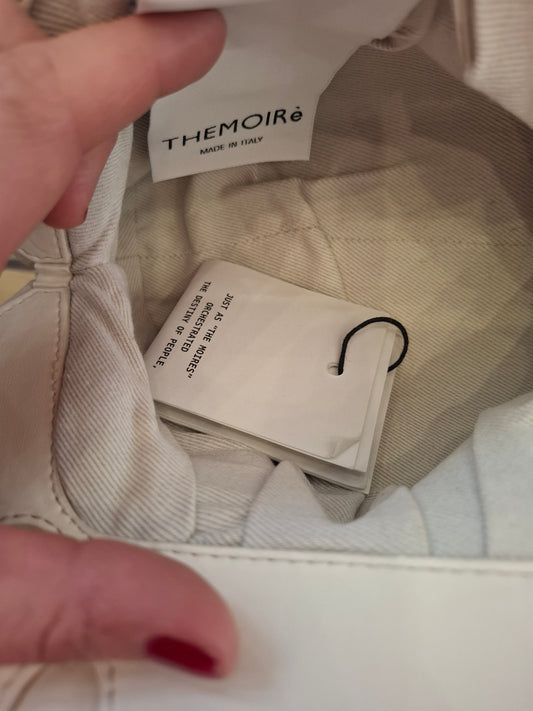 THEMOIRè
MADE IN ITALY
JUST AS "THE MOIRES"
ORCHESTRATED
THE DESTINY OF PEOPLE,